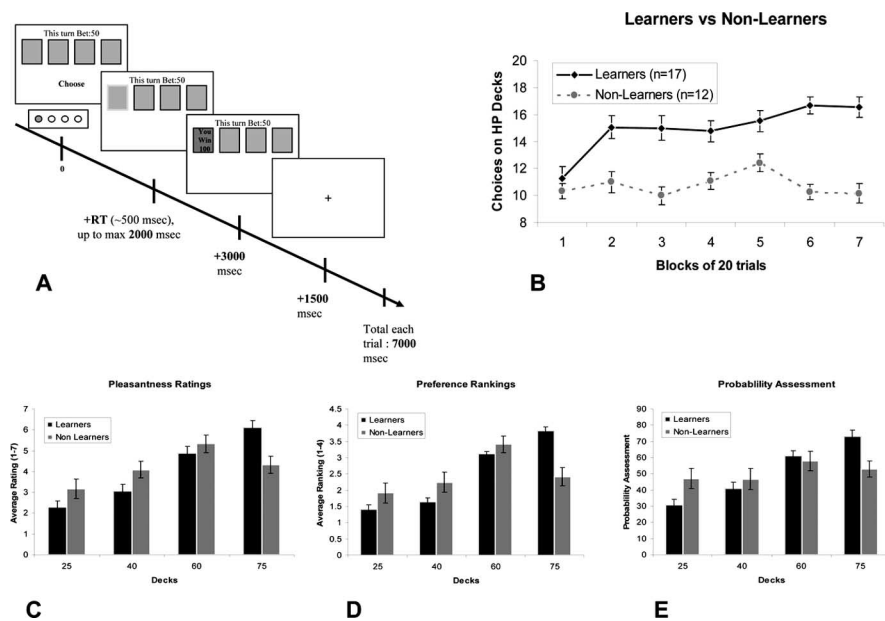 This turn Bet:50
Choose
This turn Bet:50
This turn Bet:50
You
Win
100
+
0
+RT (~500 msec),
up to max 2000 msec
+3000
msec
+1500
msec
Total each
trial : 7000
msec
A
Learners vs Non-Learners
Choices on HP Decks
20
18
16
14
12
10
8
Learners (n=17)
Non-Learners (n=12)
1 2 3 4 5 6 7
Blocks of 20 trials
B
Pleasantness Ratings
Average Rating (1-7)
7
6
5
4
3
2
1
0
Learners
Non Learners
25 40 60 75
Decks
C
Preference Rankings
Average Ranking (1-4)
4.5
4
3.5
3
2.5
2
1.5
1
0.5
0
Learners
Non-Learners
25 40 60 75
Decks
D
Probablility Assessment
Probability Assessment
90
80
70
60
50
40
30
20
10
0
Learners
Non-Learners
25 40 60 75
Decks
E